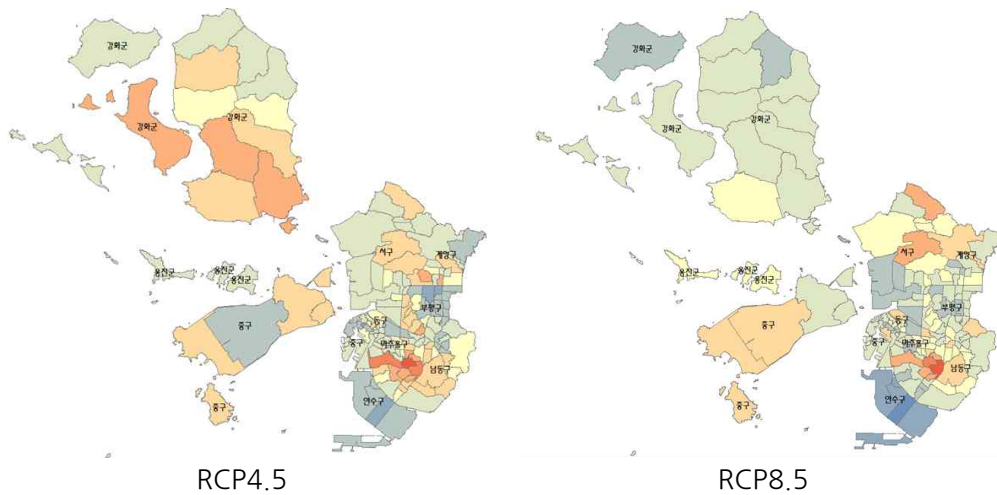 강화군
강화군
강화군
서구
계양구
옹진군
옹진군
옹진군
부평구
중구
동구
중구
미추홀구
남동구
연수구
중구
RCP4.5
강화군
강화군
강화군
서구
계양구
옹진군
옹진군
옹진군
부평구
중구
동구
중구
미추홀구
남동구
연수구
중구
RCP8.5